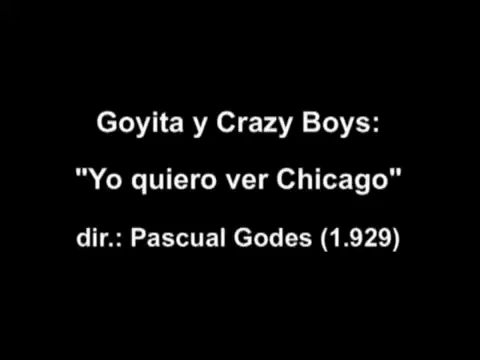 Goyita y Crazy Boys:
"Yo quiero ver Chicago"
dir.: Pascual Godes (1.929)